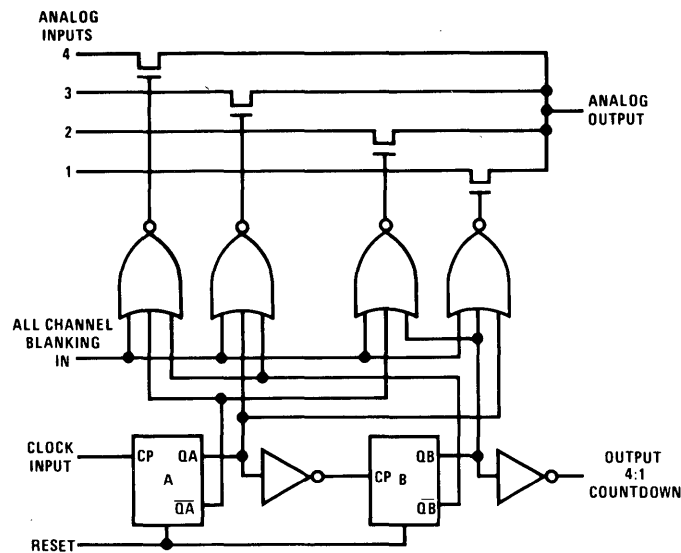 ANALOG
INPUTS
4
3
2
1
ANALOG
OUTPUT
ALL CHANNEL
BLANKING
IN
CLOCK
INPUT
CP QA
A
QA
CP B QB
QB
OUTPUT
4:1
COUNTDOWN
RESET